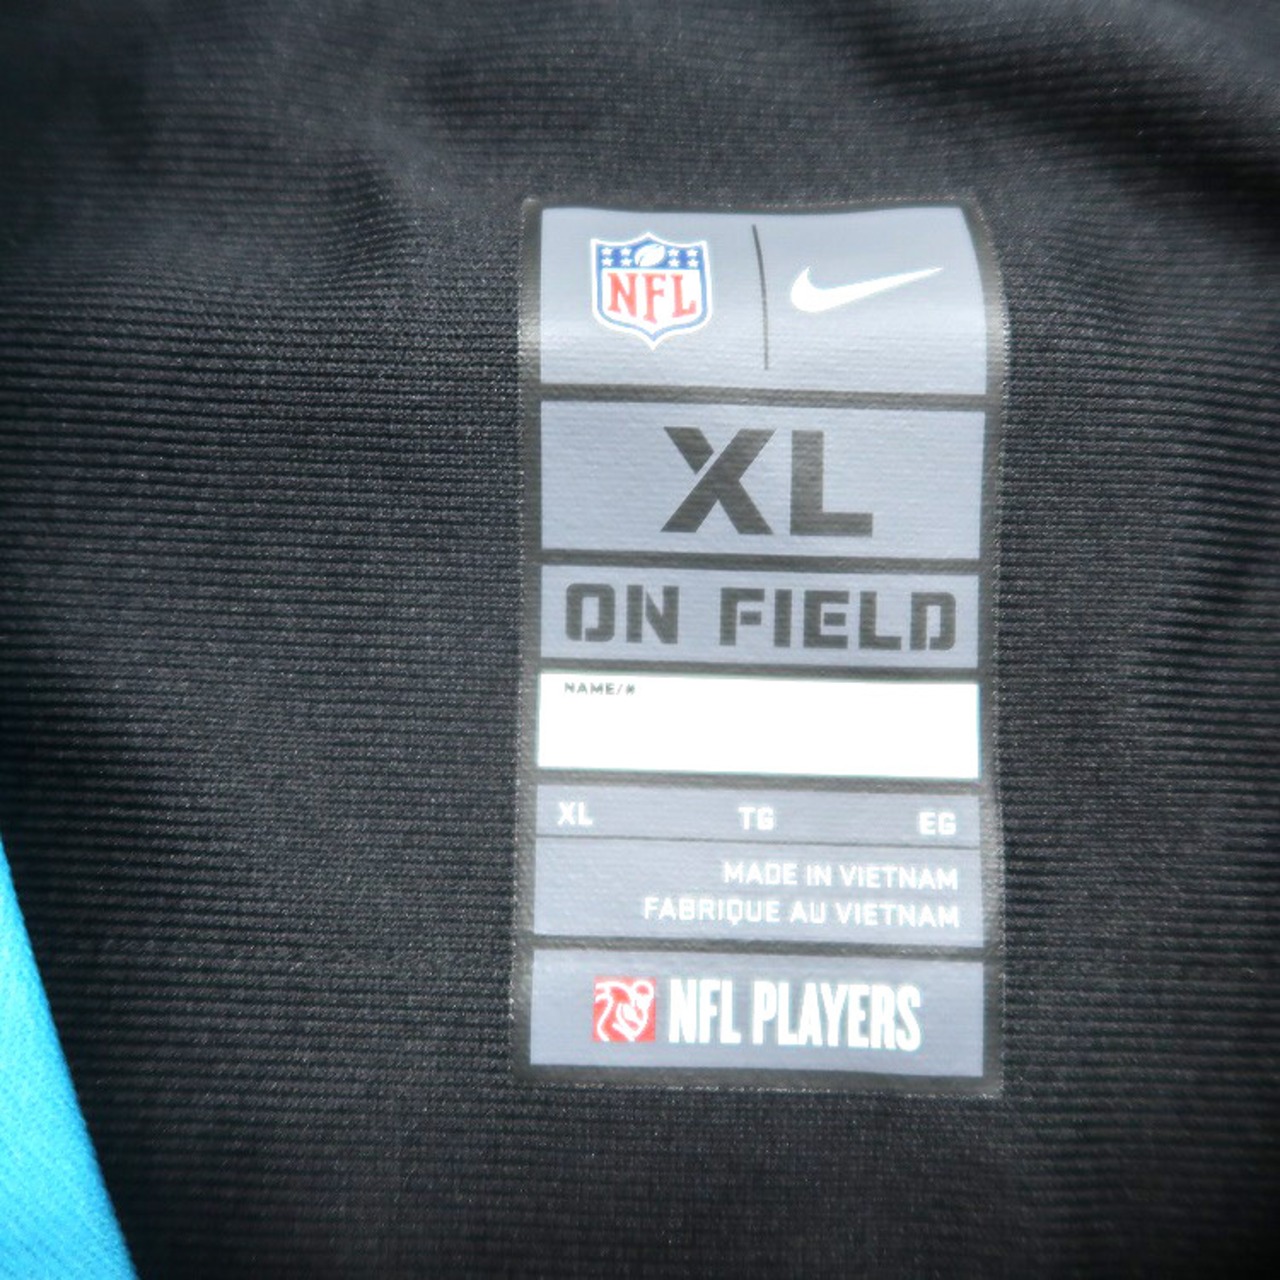 NFL
XL
ON FIELD
NAME/#
XL TG EG
MADE IN VIETNAM
FABRIQUE AU VIETNAM
NFL PLAYERS